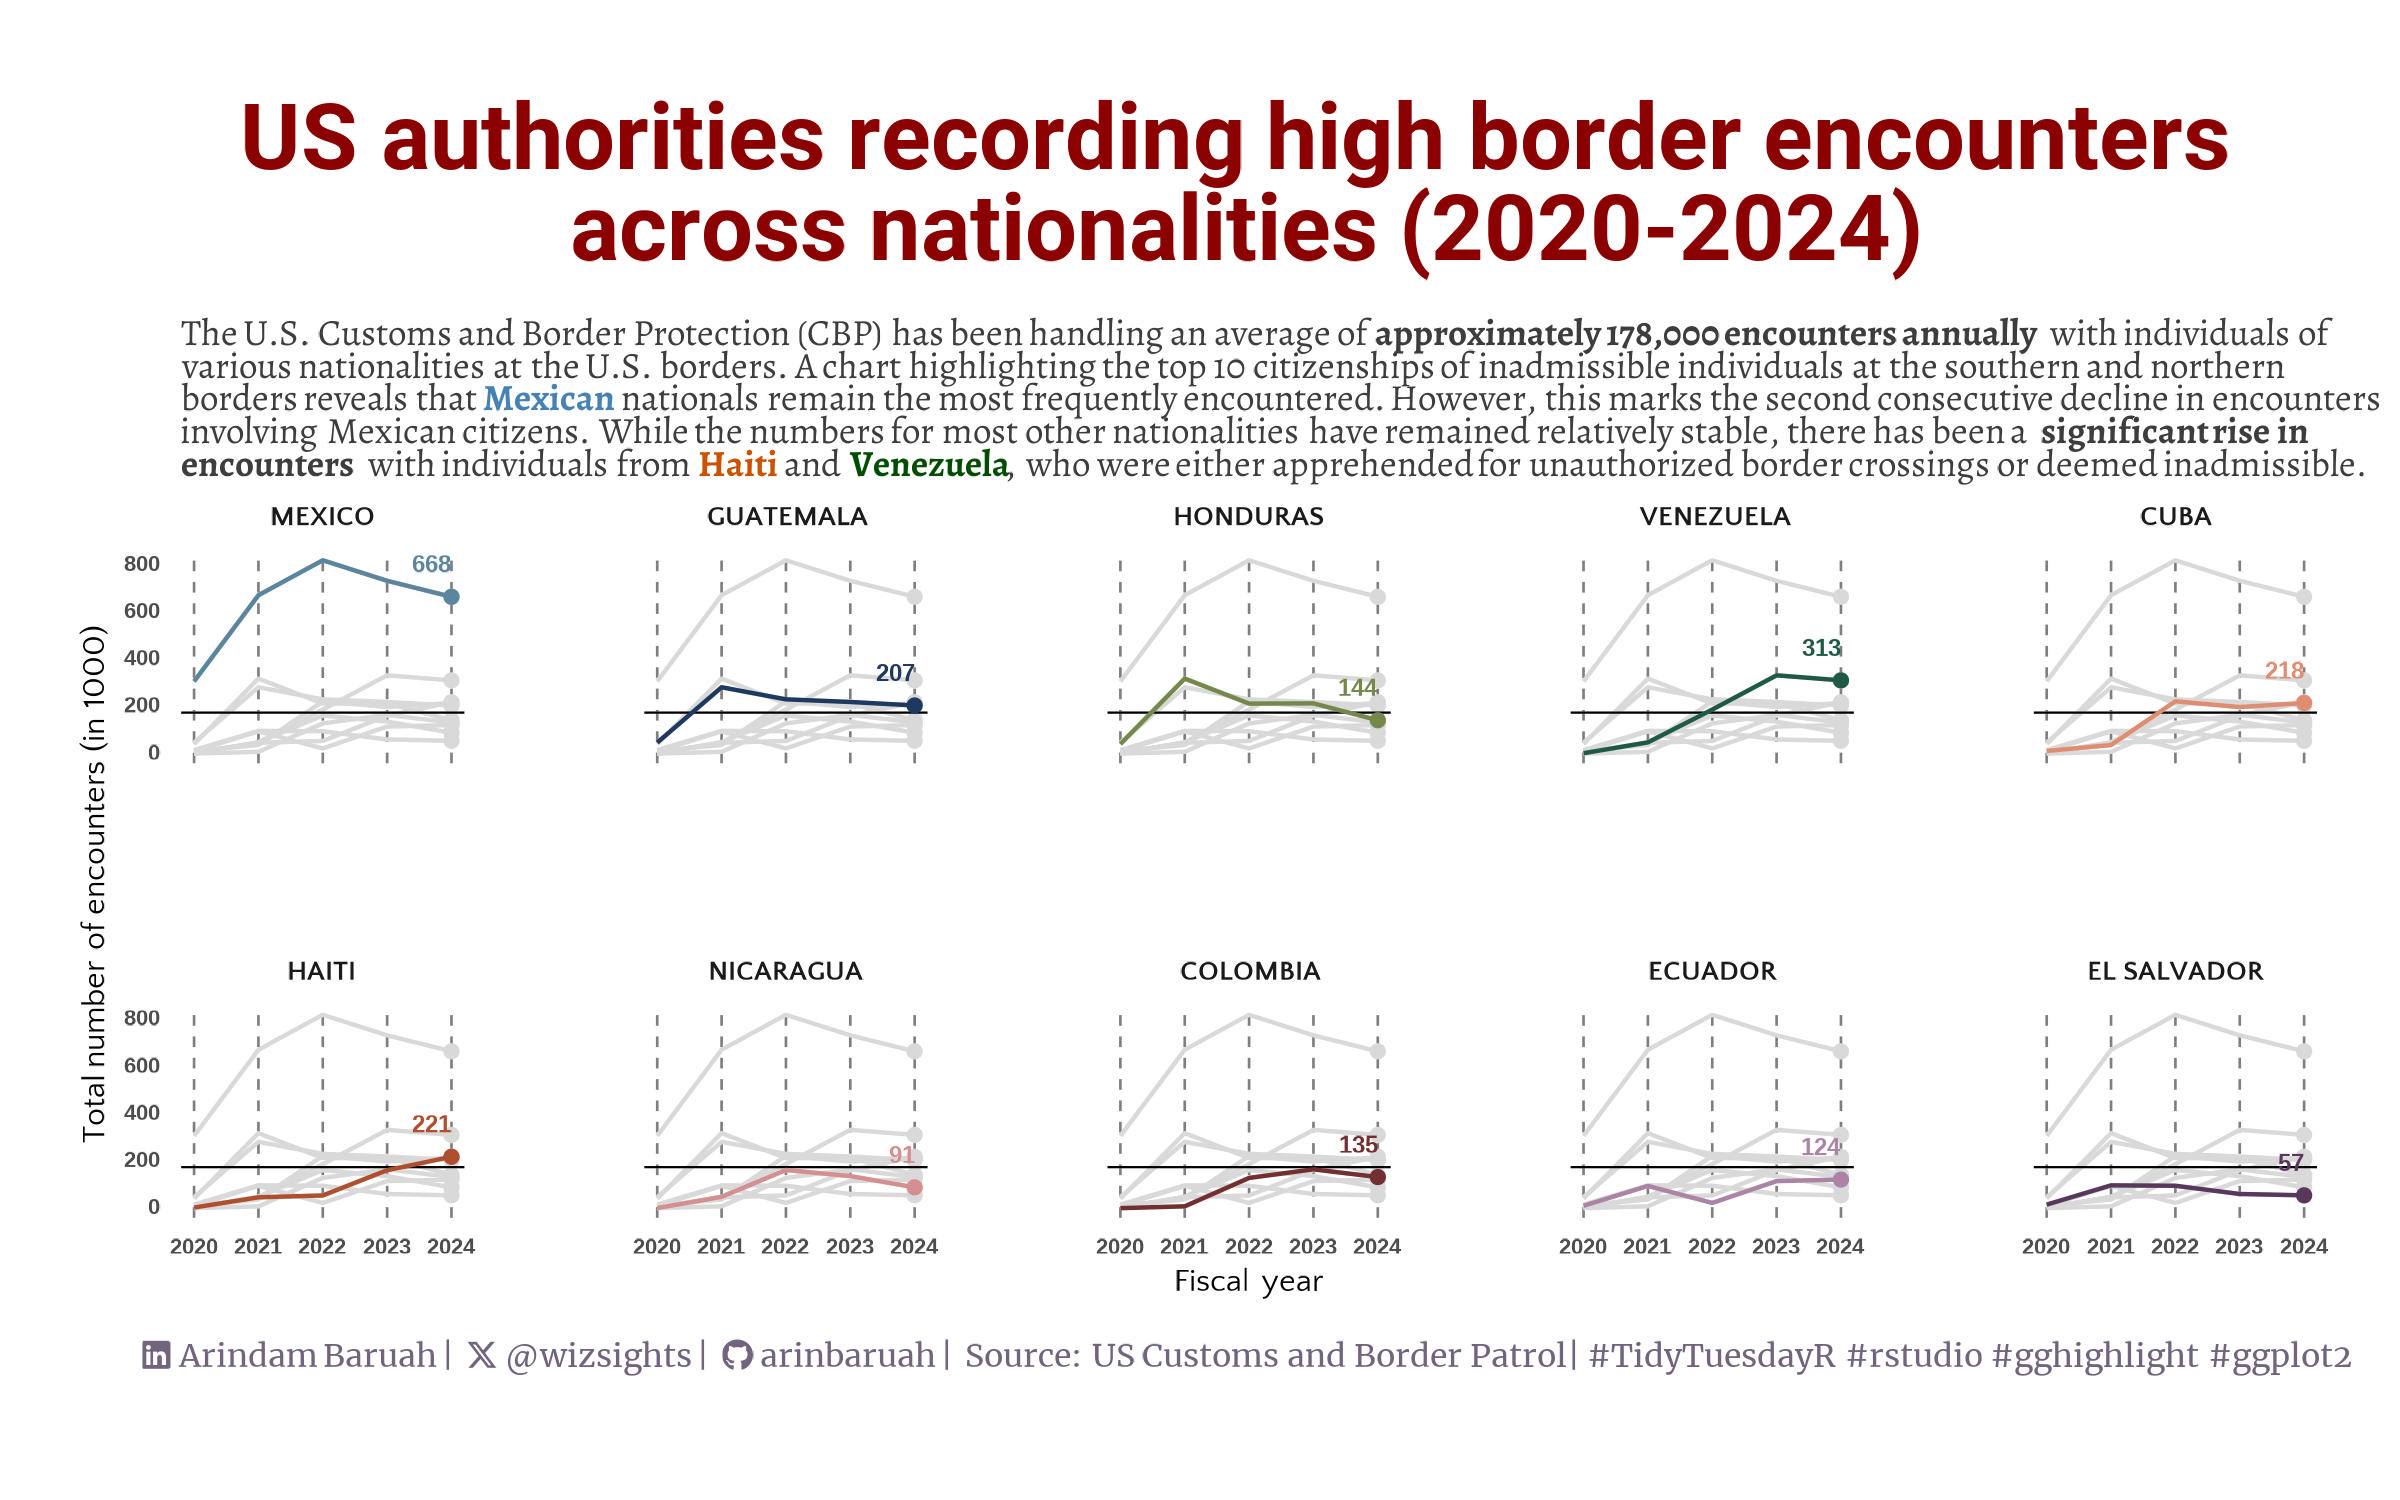 US authorities recording high border encounters
across nationalities (2020-2024)
The U.S. Customs and Border Protection (CBP) has been handling an average of approximately 178,000 encounters annually with individuals of
various nationalities at the U.S. borders. A chart highlighting the top 10 citizenships of inadmissible individuals at the southern and northern
borders reveals that Mexican nationals remain the most frequently encountered. However, this marks the second consecutive decline in encounters
involving Mexican citizens. While the numbers for most other nationalities have remained relatively stable, there has been a significant rise in
encounters with individuals from Haiti and Venezuela, who were either apprehended for unauthorized border crossings or deemed inadmissible.
Total number of encounters (in 1000)
MEXICO GUATEMALA HONDURAS VENEZUELA CUBA
800
600
400
200
0
668
207
144
313
218
HAITI NICARAGUA COLOMBIA ECUADOR EL SALVADOR
800
600
400
200
0
221
91
135
124
57
2020 2021 2022 2023 2024 2020 2021 2022 2023 2024 2020 2021 2022 2023 2024 2020 2021 2022 2023 2024 2020 2021 2022 2023 2024
Fiscal year
Arindam Baruah | @wizsights | arinbaruah | Source: US Customs and Border Patrol | #TidyTuesdayR #rstudio #gghighlight #ggplot2